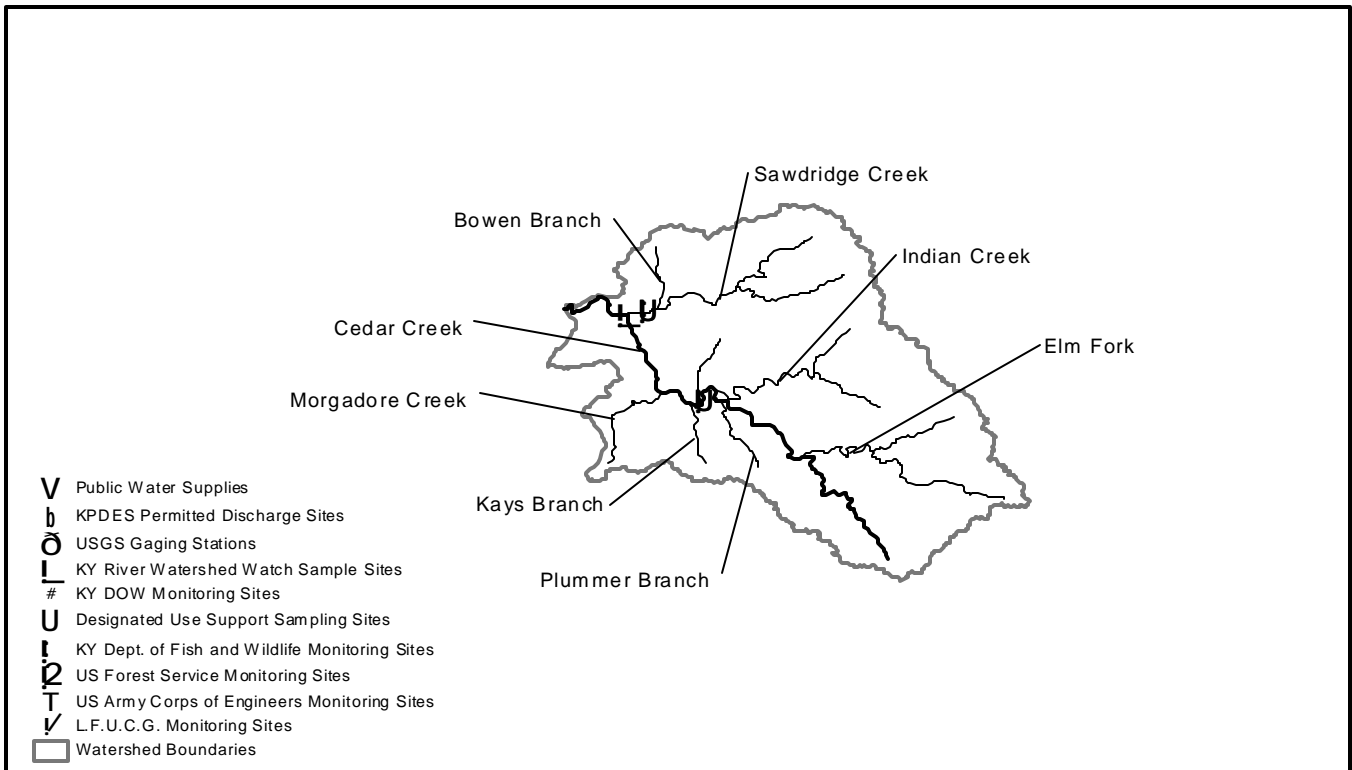 Sawdridge Creek
Bowen Branch
Indian Creek
Cedar Creek
Elm Fork
Morgadore Creek
Kays Branch
Plummer Branch
V Public Water Supplies
b KPDES Permitted Discharge Sites
ð USGS Gaging Stations
KY River Watershed Watch Sample Sites
# KY DOW Monitoring Sites
U Designated Use Support Sampling Sites
KY Dept. of Fish and Wildlife Monitoring Sites
US Forest Service Monitoring Sites
T US Army Corps of Engineers Monitoring Sites
L.F.U.C.G. Monitoring Sites
Watershed Boundaries